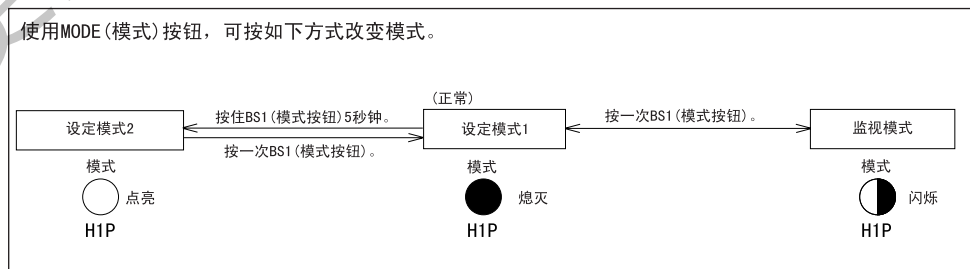 使用MODE(模式)按钮，可按如下方式改变模式。
(正常)
设定模式2
按住BS1(模式按钮)5秒钟。
按一次BS1(模式按钮)。
设定模式1
按一次BS1(模式按钮)。
监视模式
模式
点亮
H1P
模式
熄灭
H1P
模式
闪烁
H1P